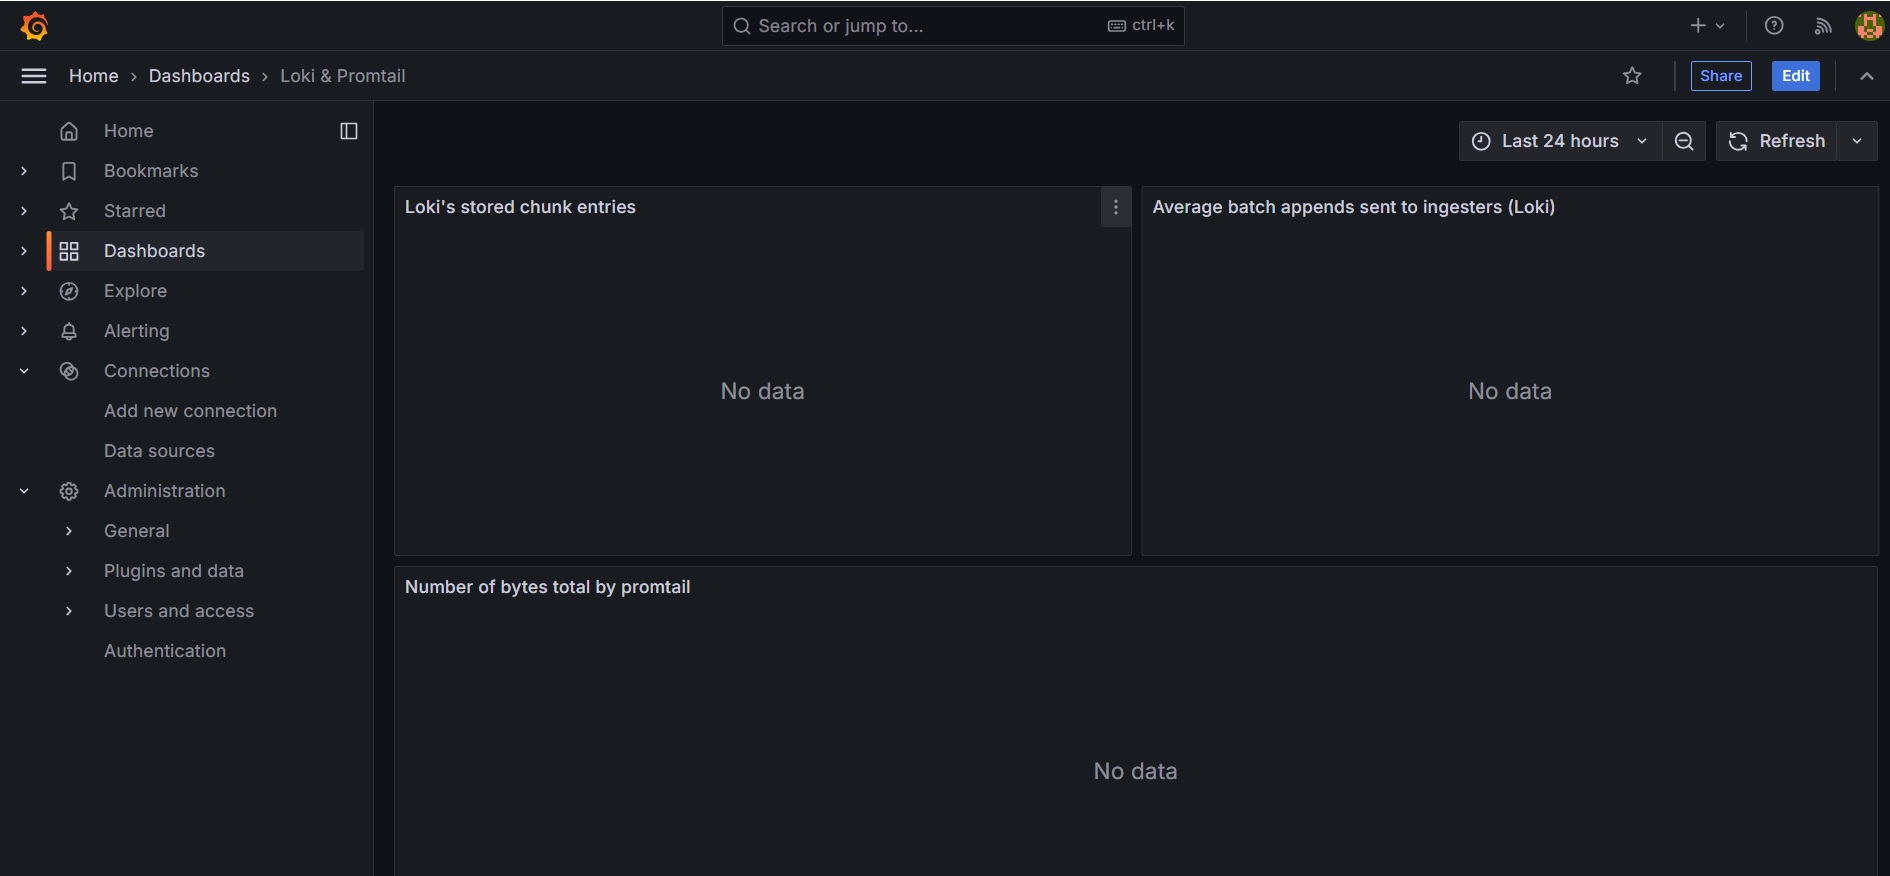 Search or jump to... ctrl+k
Home › Dashboards › Loki & Promtail
Share
Edit
Home
Bookmarks
Starred
Dashboards
Explore
Alerting
Connections
Add new connection
Data sources
Administration
General
Plugins and data
Users and access
Authentication
Last 24 hours
Refresh
Loki's stored chunk entries
No data
Average batch appends sent to ingesters (Loki)
No data
Number of bytes total by promtail
No data